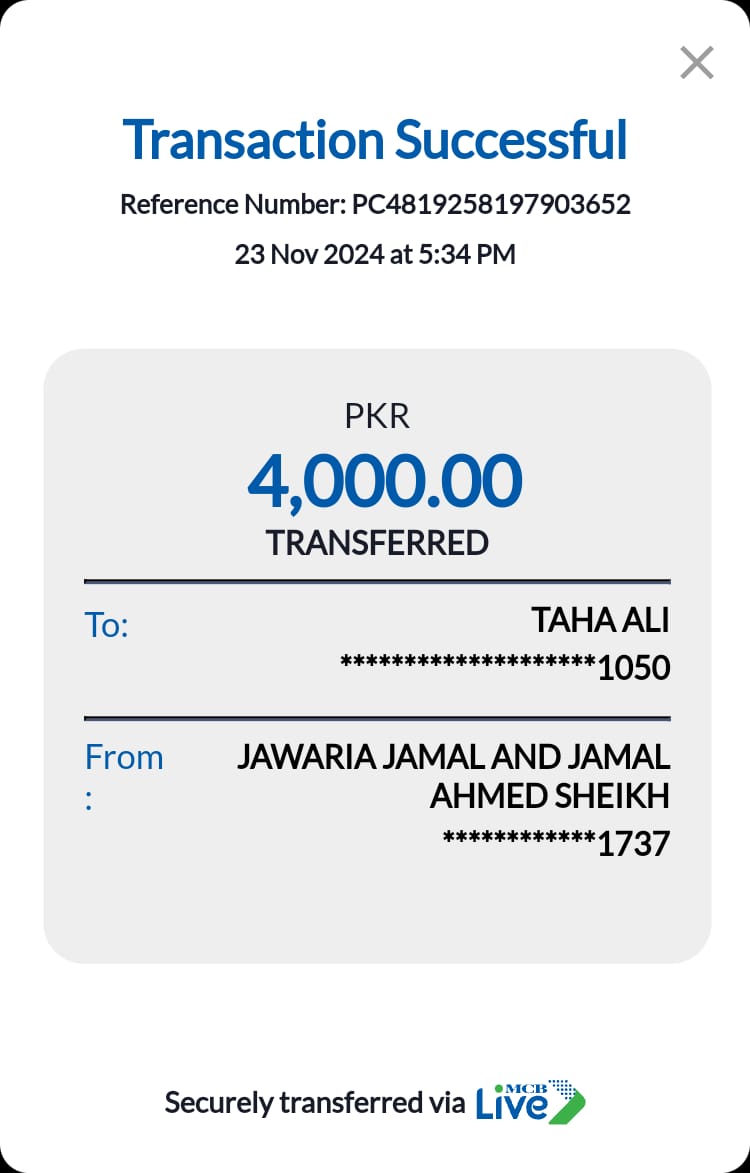 Transaction Successful
Reference Number: PC4819258197903652
23 Nov 2024 at 5:34 PM
PKR
4,000.00
TRANSFERRED
To:
TAHA ALI
********************1050
From
:
JAWARIA JAMAL AND JAMAL
AHMED SHEIKH
************1737
Securely transferred via MCB Live